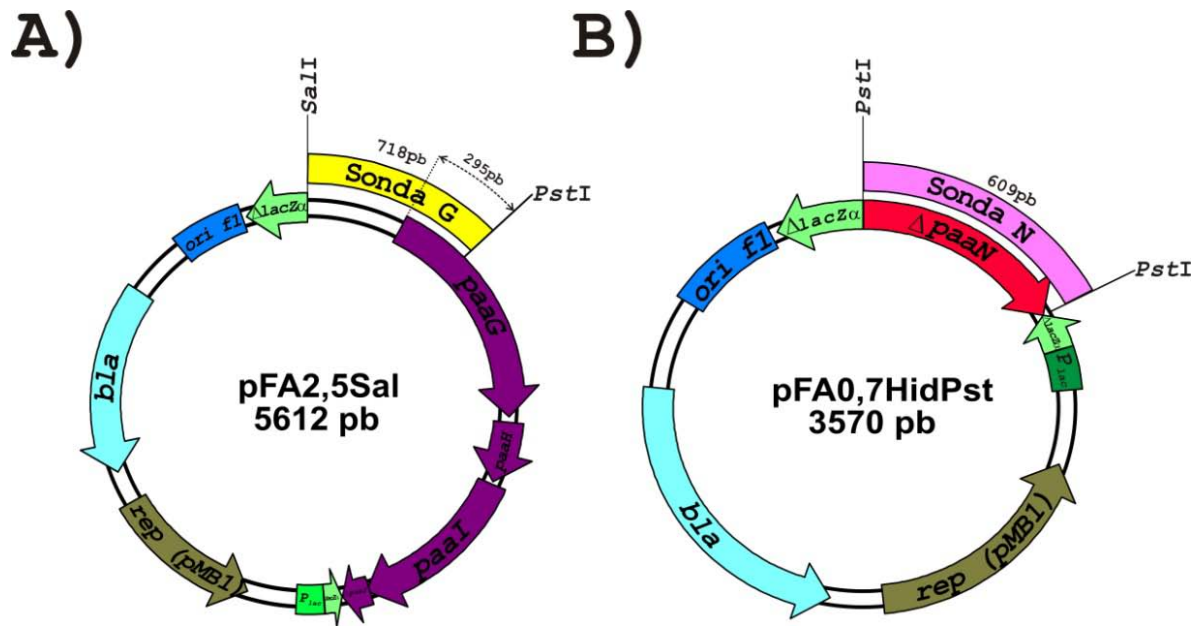 A)
SalI
718pb
295pb
Sonda G
PstI
ΔlacZα
ori f1
paaG
bla
pFA2,5Sal
5612 pb
paaH
rep (pMB1)
paaI
Plac
B)
PstI
Sonda N
609pb
ΔlacZα
ΔpaaN
PstI
ori f1
Plac
pFA0,7HidPst
3570 pb
bla
rep (pMB1)